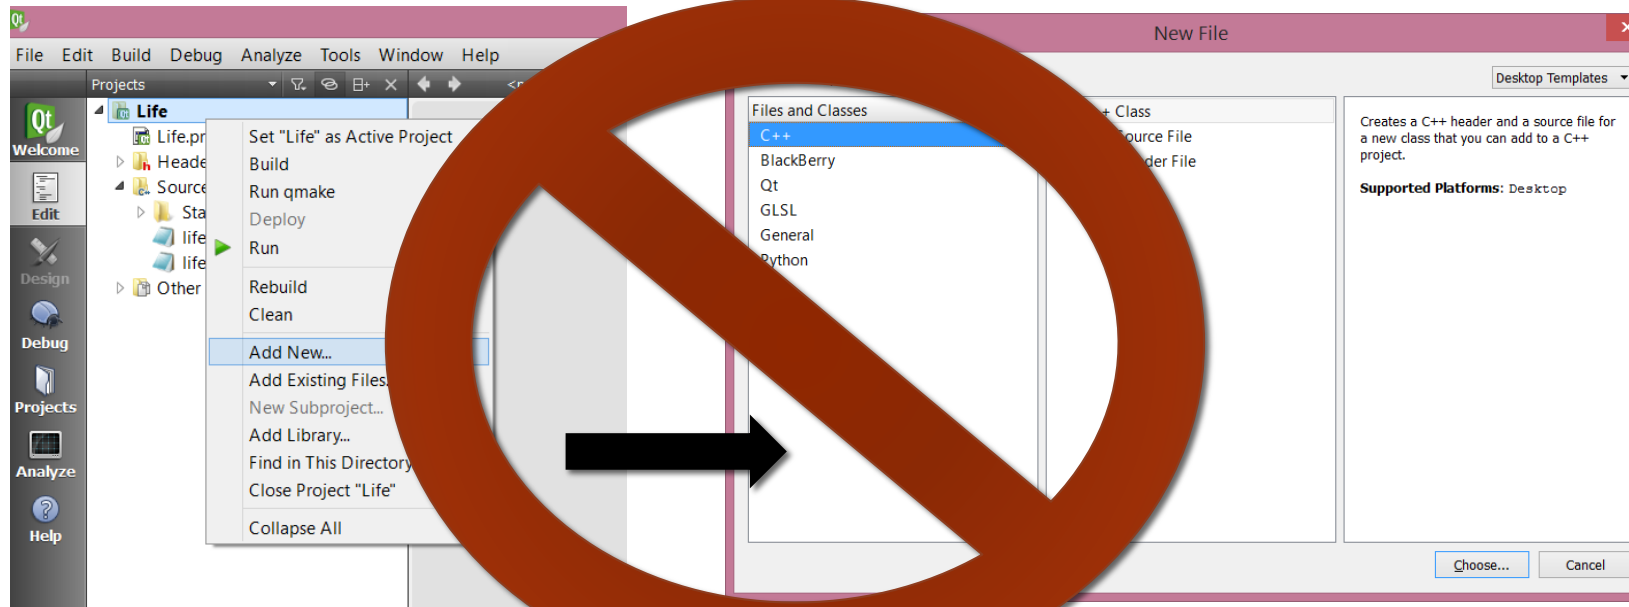 Qt
File Edit Build Debug Analyze Tools Window Help
Projects
Qt
Welcome
Edit
Design
Debug
Projects
Analyze
Help
Life
Life.pr
Heade
Source
Sta
life
life
Other
Set "Life" as Active Project
Build
Run qmake
Deploy
Run
Rebuild
Clean
Add New...
Add Existing Files.
New Subproject...
Add Library...
Find in This Directory
Close Project "Life"
Collapse All
New File
Desktop Templates
Files and Classes
C++
BlackBerry
Qt
GLSL
General
Python
+ Class
ource File
der File
Creates a C++ header and a source file for
a new class that you can add to a C++
project.
Supported Platforms: Desktop
Choose... Cancel